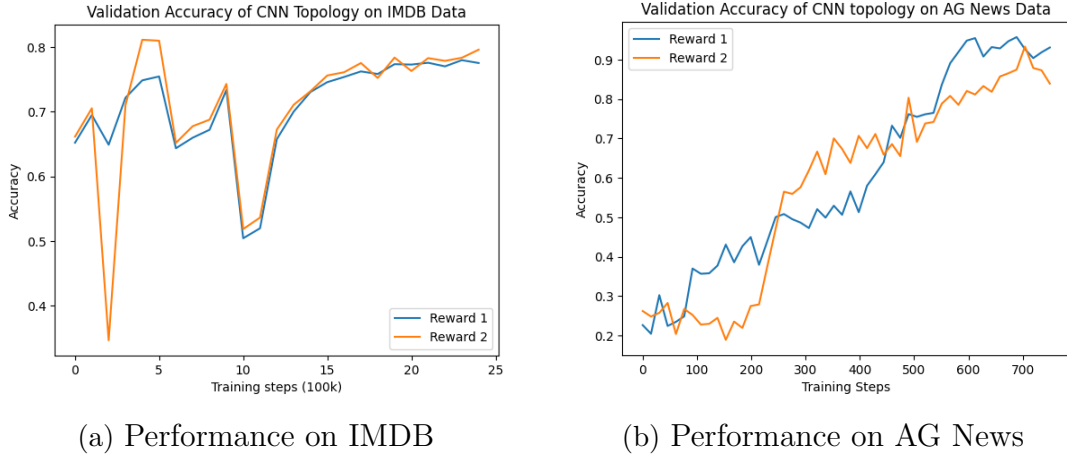 Validation Accuracy of CNN Topology on IMDB Data
0.8
0.7
0.6
0.5
0.4
Accuracy
Reward 1
Reward 2
0 5 10 15 20 25
Training steps (100k)
(a) Performance on IMDB
Validation Accuracy of CNN topology on AG News Data
Reward 1
Reward 2
0.9
0.8
0.7
0.6
0.5
0.4
0.3
0.2
Accuracy
0 100 200 300 400 500 600 700
Training Steps
(b) Performance on AG News